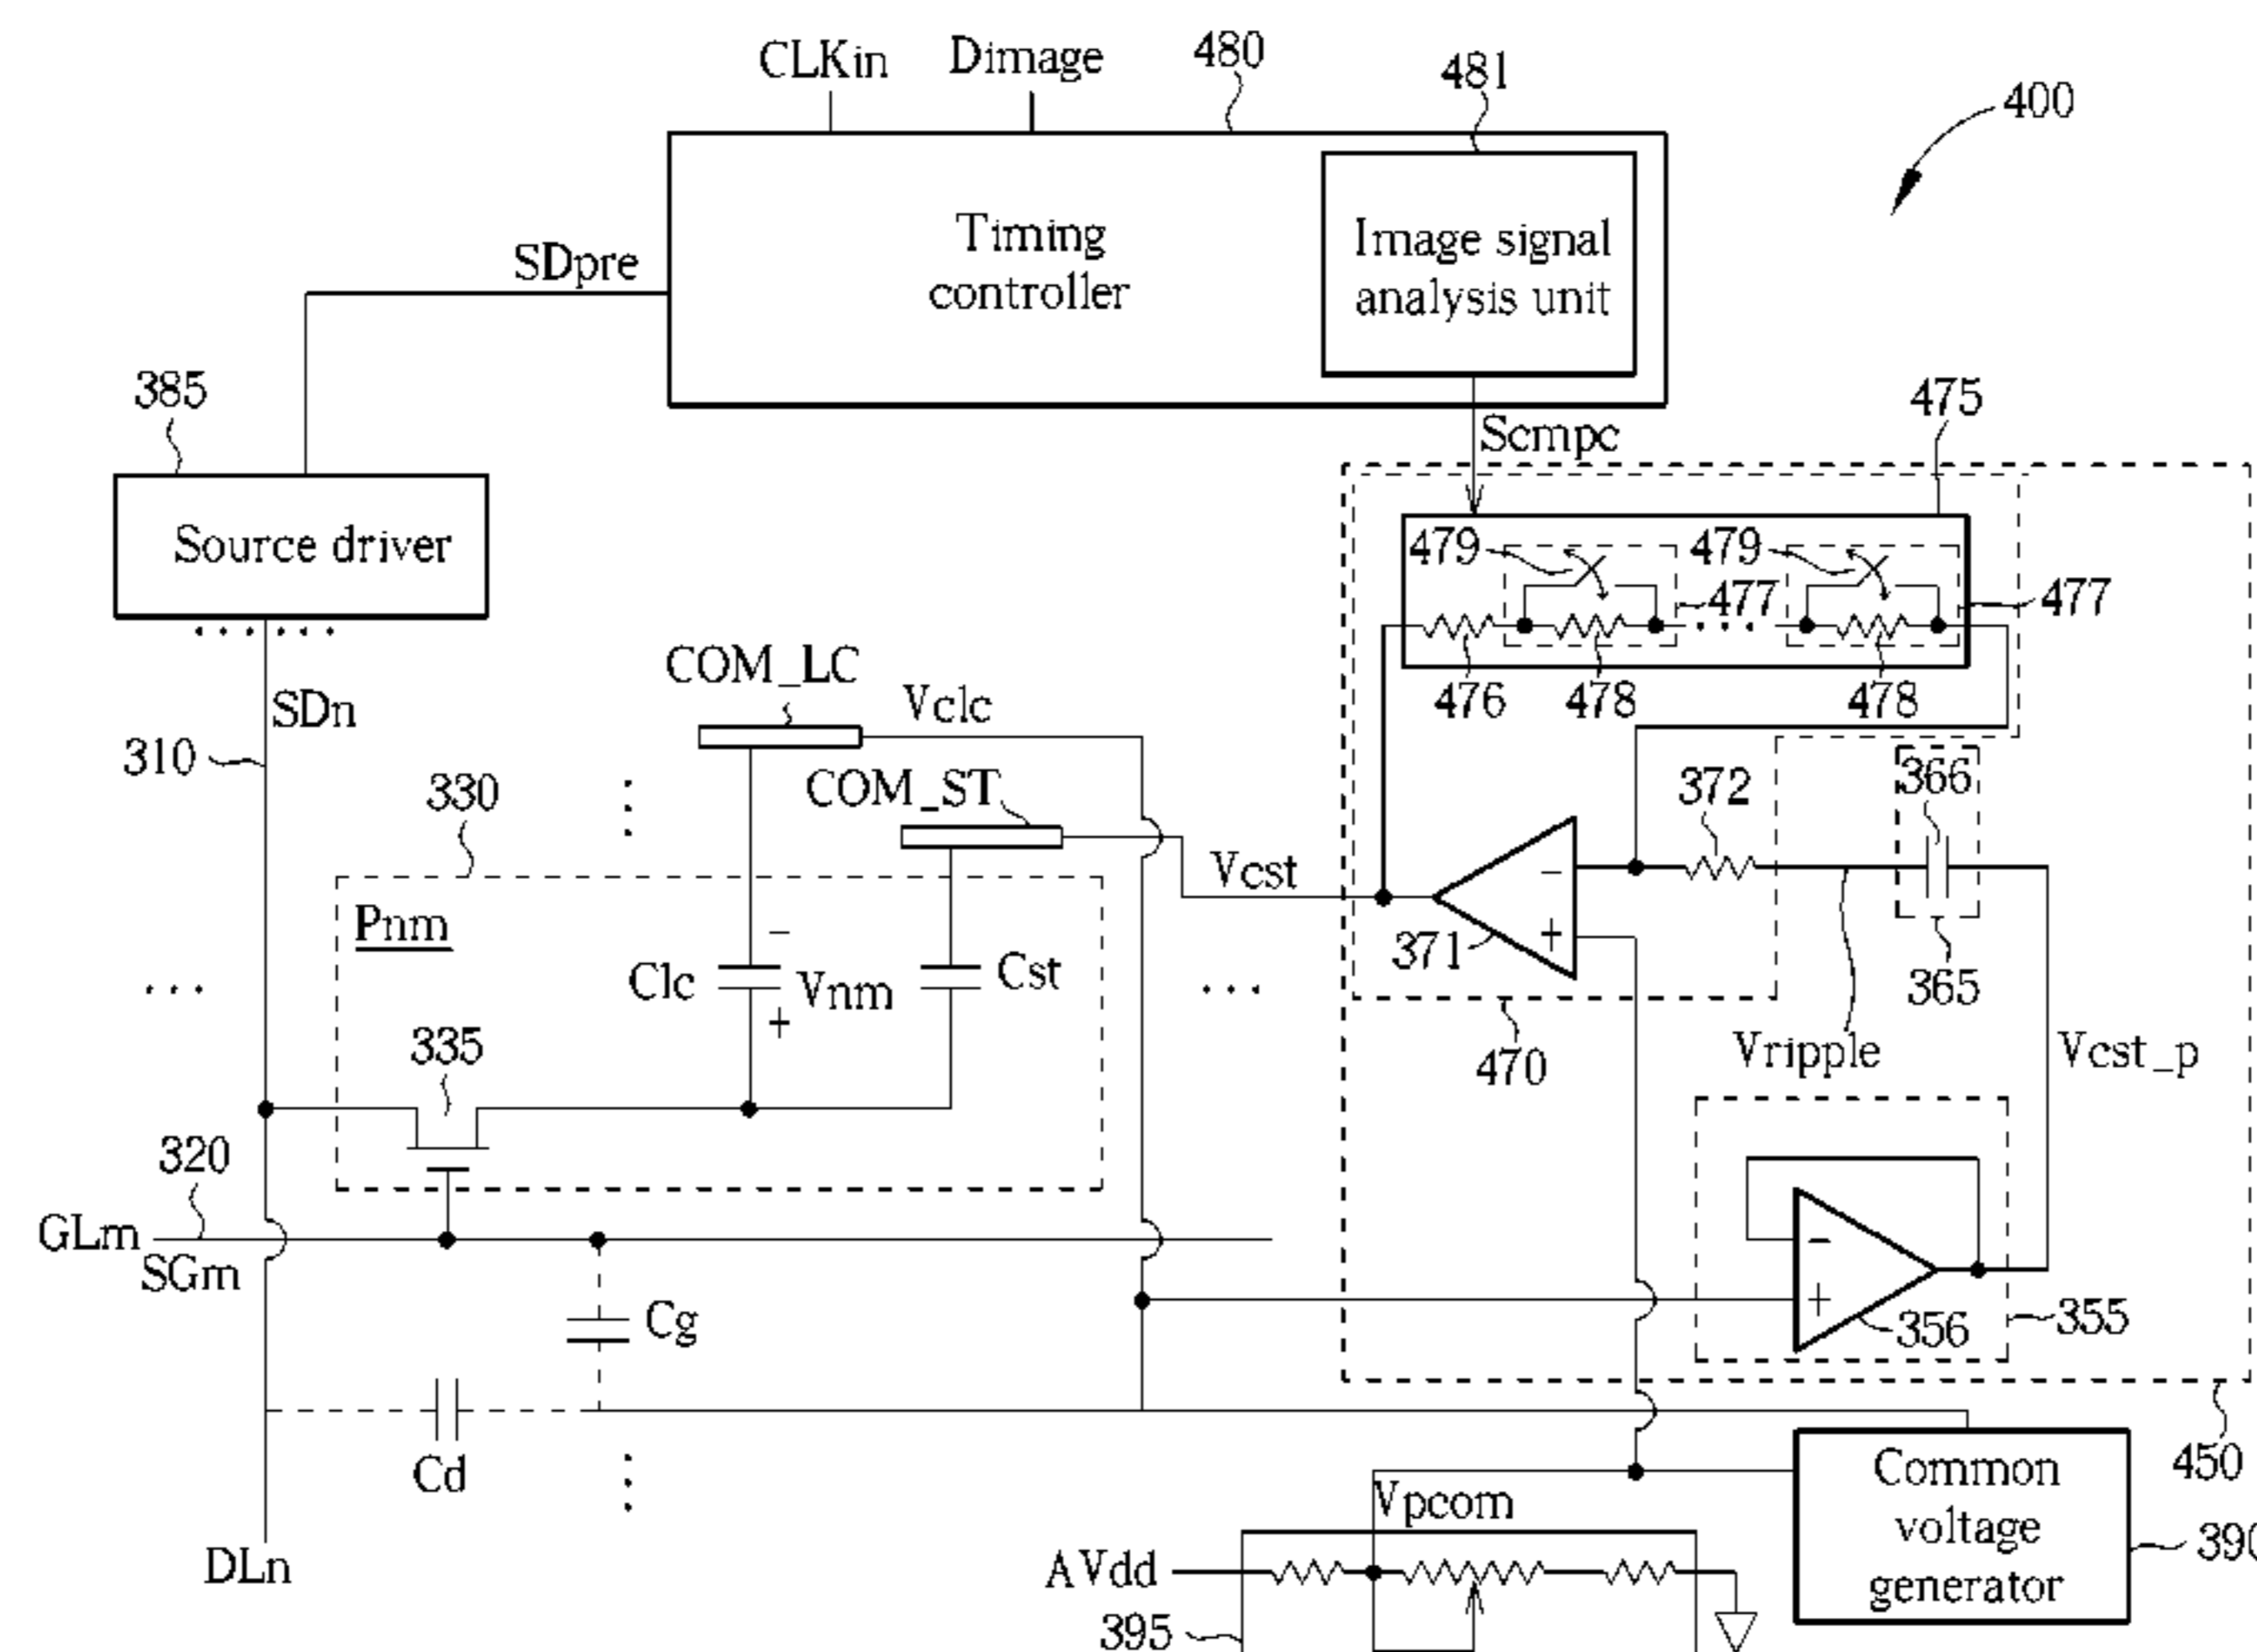 CLKin
Dimage
480
481
400
Timing
controller
Image signal
analysis unit
SDpre
385
Scmpc
475
Source driver
479
479
477
477
476
478
478
COM_LC
Vclc
SDn
310
330
COM_ST
372
366
Vcst
Pnm
−
−
+
371
Clc
Vnm
Cst
365
+
335
470
Vripple
Vcst_p
320
GLm
SGm
−
+
Cg
356
355
Cd
450
Vpcom
Common
voltage
generator
390
DLn
AVdd
395